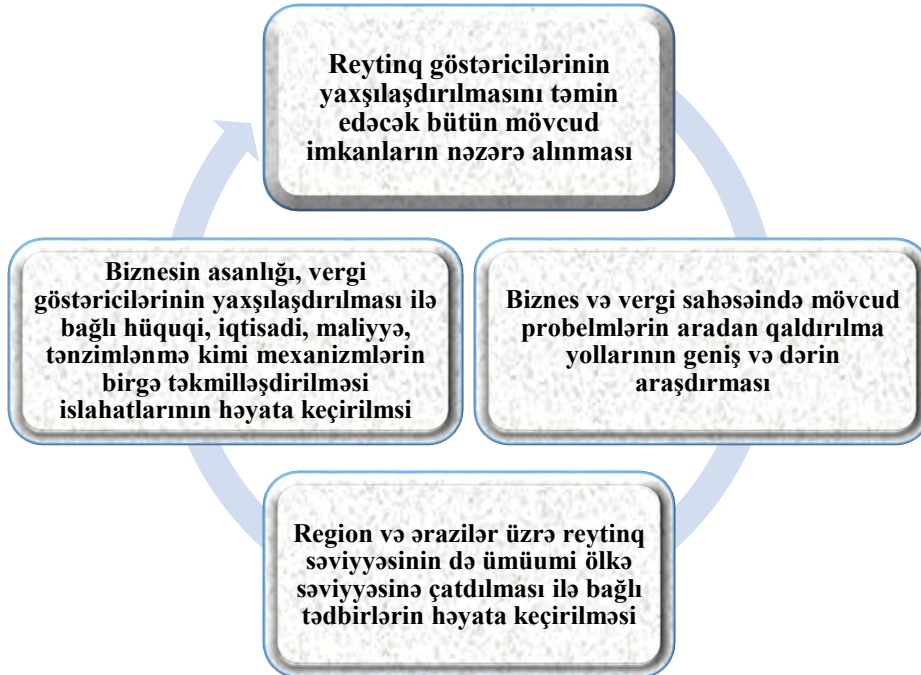 Reytinq göstəricilərinin
yaxşılaşdırılmasını təmin
edəcək bütün mövcud
imkanların nəzərə alınması
Biznesin asanlığı, vergi
göstəricilərinin yaxşılaşdırılması ilə
bağlı hüquqi, iqtisadi, maliyyə,
tənzimlənmə kimi mexanizmlərin
birgə təkmilləşdirilməsi
islahatlarının həyata keçirilmsi
Biznes və vergi sahəsəində mövcud
probelmlərin aradan qaldırılma
yollarının geniş və dərin
araşdırması
Region və ərazilər üzrə reytinq
səviyyəsinin də ümüumi ölkə
səviyyəsinə çatdılması ilə bağlı
tədbirlərin həyata keçirilməsi